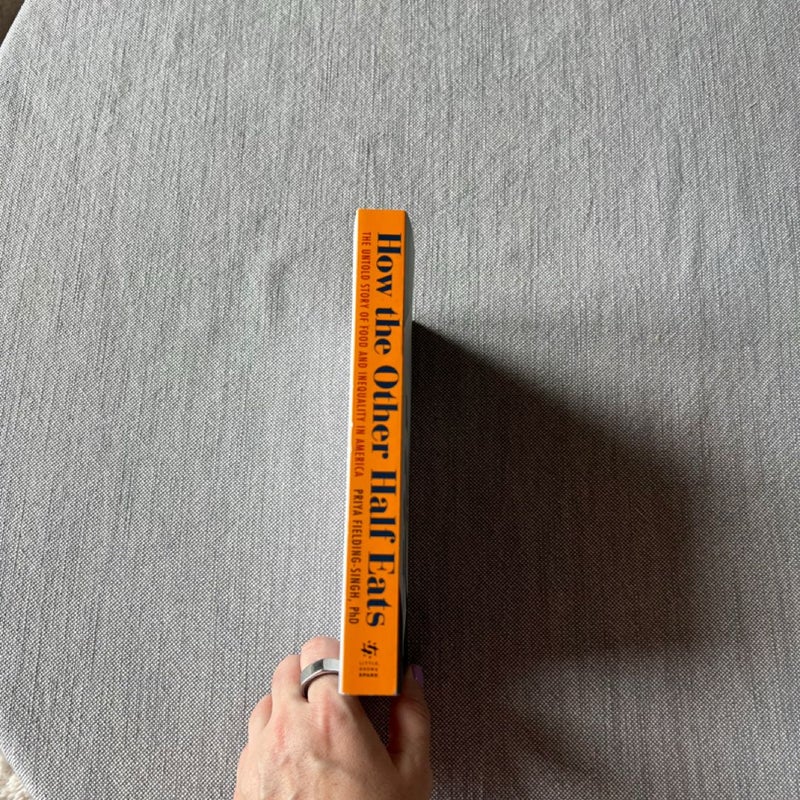 How the Other Half Eats
THE UNTOLD STORY OF FOOD AND INEQUALITY IN AMERICA
PRIYA FIELDING-SINGH, PhD
LITTLE,
BROWN
SPARK